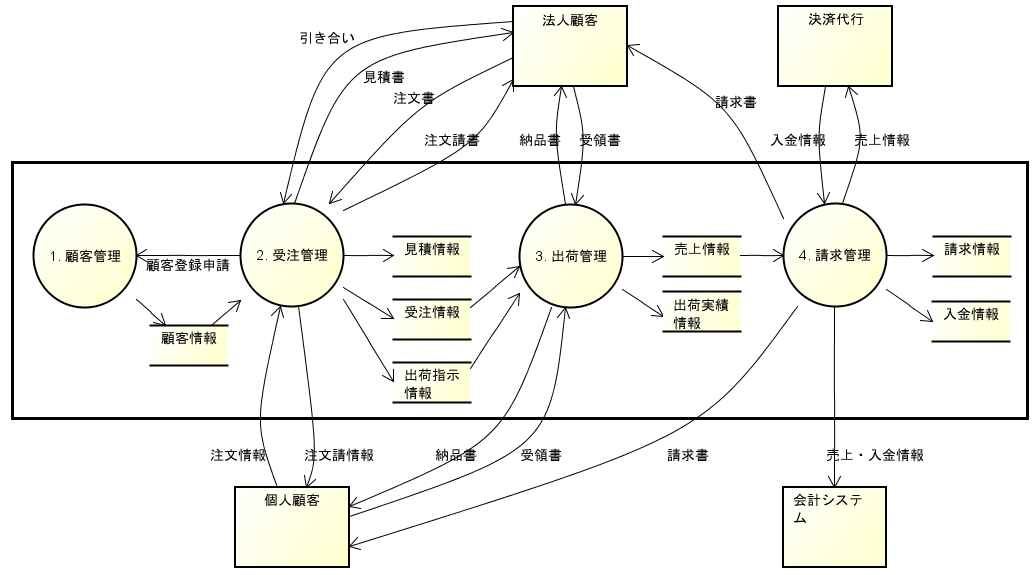 法人顧客
決済代行
引き合い
見積書
注文書
注文請書
納品書
受領書
請求書
入金情報
売上情報
1. 顧客管理
顧客登録申請
顧客情報
2. 受注管理
見積情報
受注情報
出荷指示
情報
3. 出荷管理
売上情報
出荷実績
情報
4. 請求管理
請求情報
入金情報
注文情報
注文請情報
納品書
受領書
請求書
売上・入金情報
個人顧客
会計システ
ム